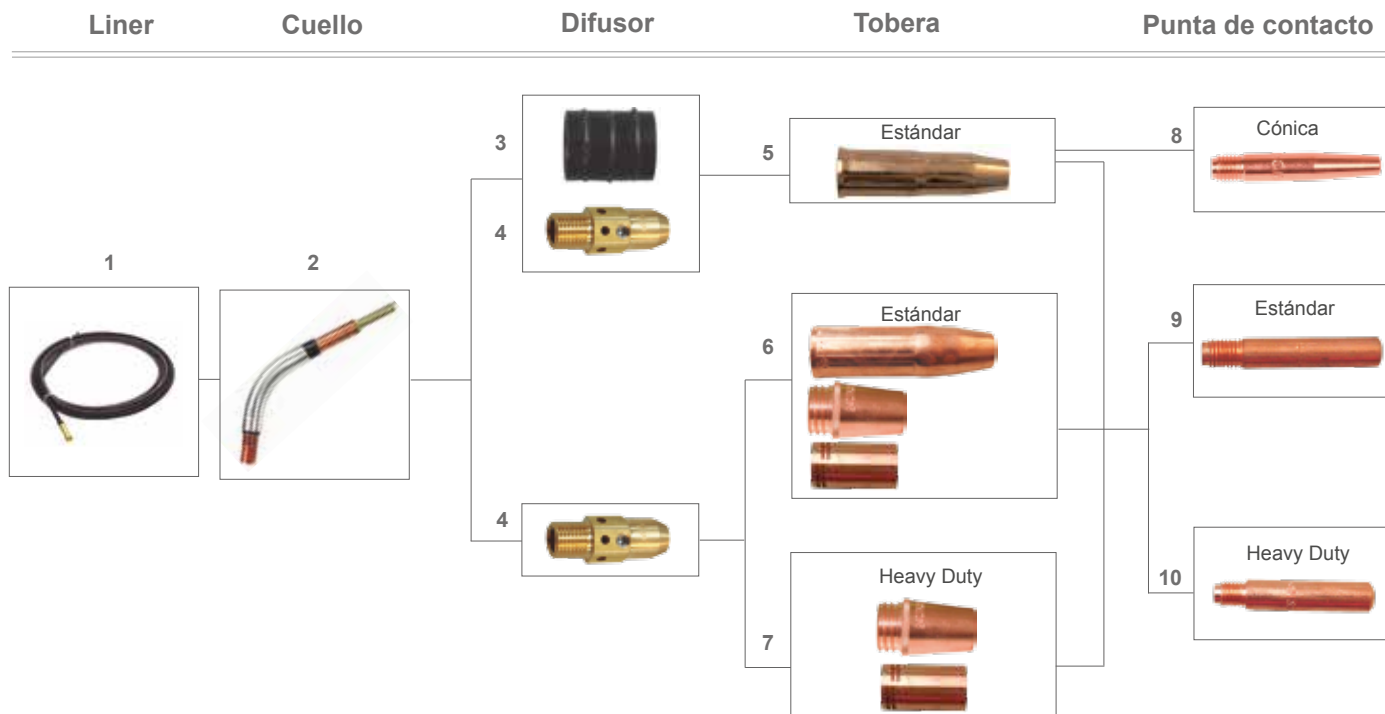 Liner Cuello Difusor Tobera Punta de contacto
3
4
5
Estándar
8
Cónica
1
2
6
Estándar
9
Estándar
4
7
Heavy Duty
10
Heavy Duty